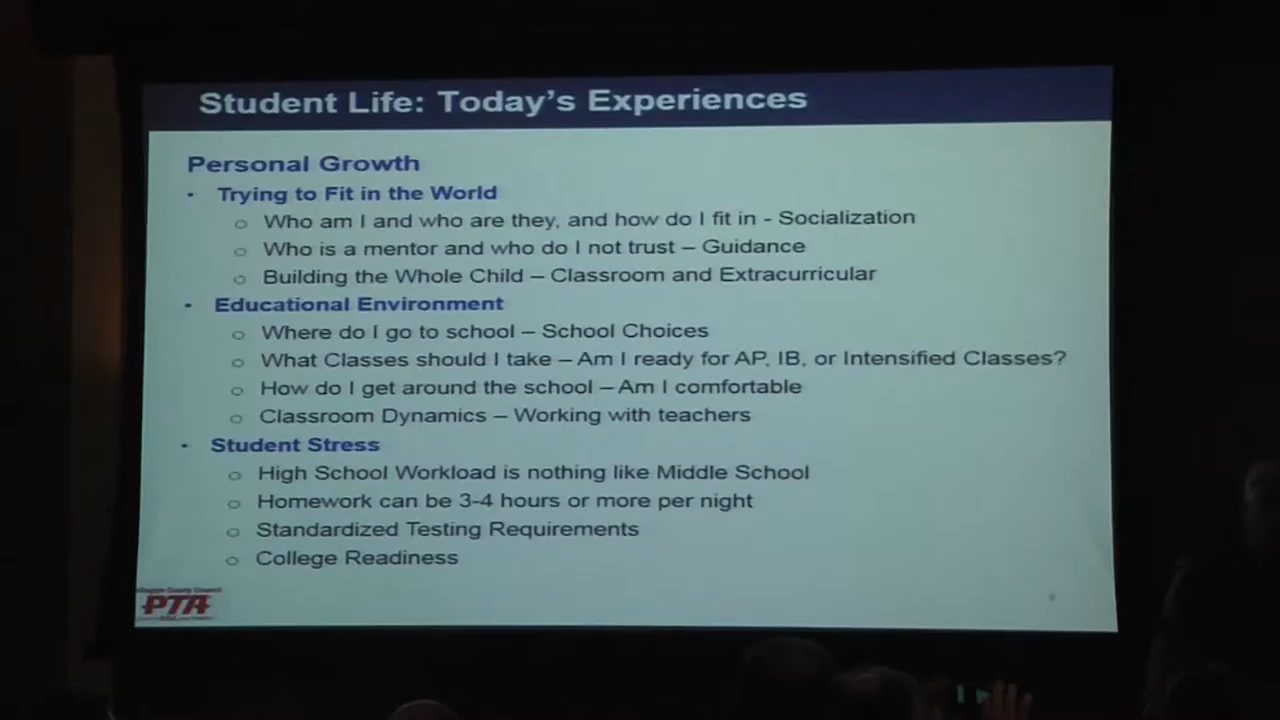 Student Life: Today's Experiences
Personal Growth
• Trying to Fit in the World
o Who am I and who are they, and how do I fit in - Socialization
o Who is a mentor and who do I not trust – Guidance
o Building the Whole Child – Classroom and Extracurricular
• Educational Environment
o Where do I go to school – School Choices
o What Classes should I take – Am I ready for AP, IB, or Intensified Classes?
o How do I get around the school – Am I comfortable
o Classroom Dynamics – Working with teachers
• Student Stress
o High School Workload is nothing like Middle School
o Homework can be 3-4 hours or more per night
o Standardized Testing Requirements
o College Readiness
County Council
PTA